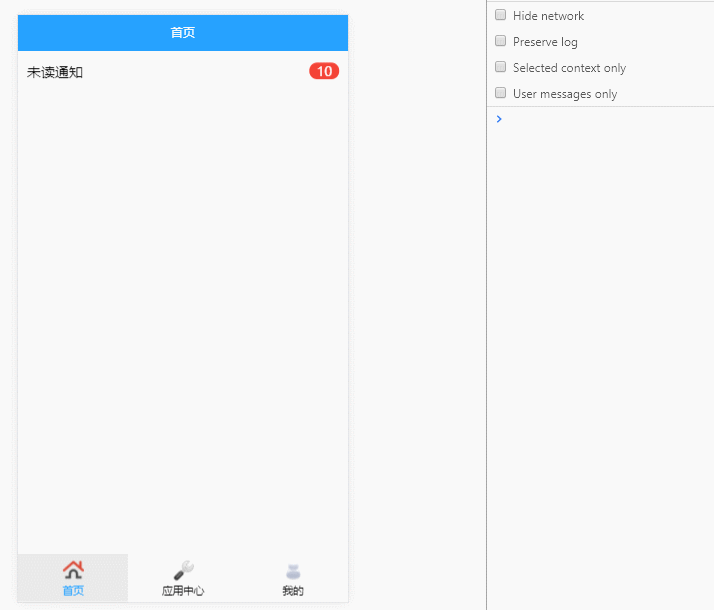 首页
未读通知 10
首页 应用中心 我的
Hide network
Preserve log
Selected context only
User messages only